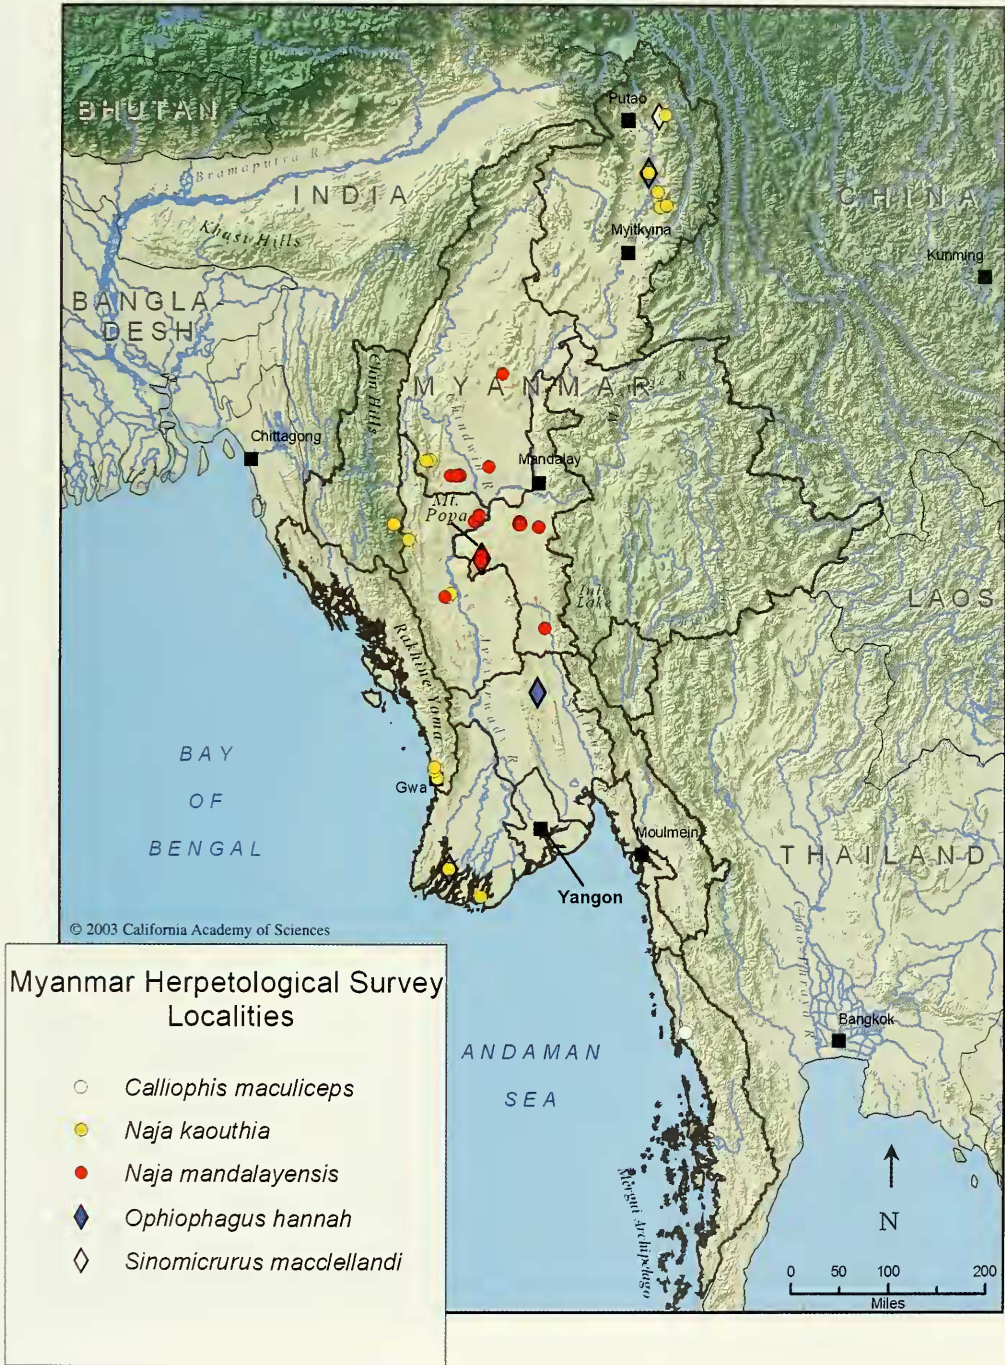 BHUTAN
Putao
Bramaputra R.
INDIA
CHINA
Khasi Hills
Myitkyina
Kunming
BANGLA-
DESH
MYANMAR
Chin Hills
Chindwin R.
Chittagong
Mandalay
Mt.
Popa
Inle
Lake
LAOS
Rakhine Yoma
BAY
OF
BENGAL
Gwa
Moulmein
THAILAND
Yangon
© 2003 California Academy of Sciences
Bangkok
ANDAMAN
SEA
Mergui Archipelago
N
0 50 100 200
Miles
Myanmar Herpetological Survey
Localities
Calliophis maculiceps
Naja kaouthia
Naja mandalayensis
Ophiophagus hannah
Sinomicrurus macclellandi